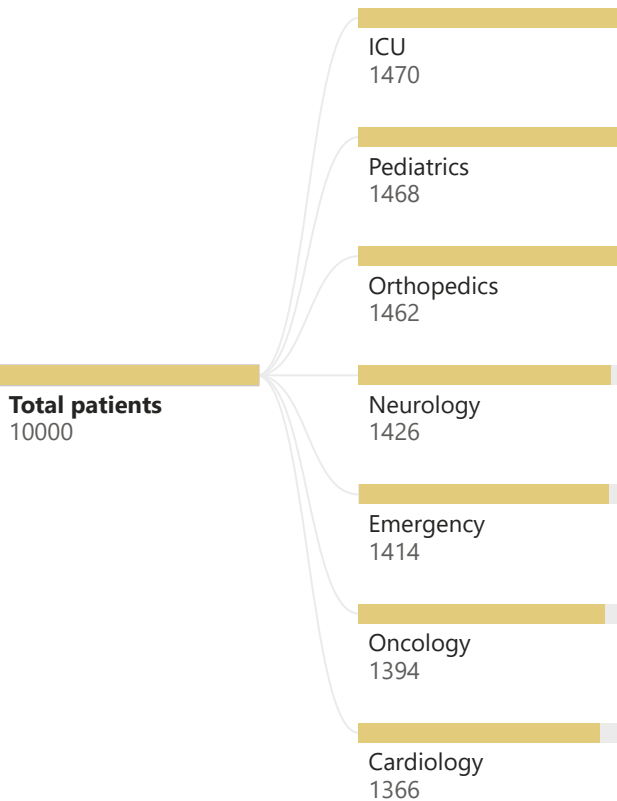 Total patients
10000
ICU
1470
Pediatrics
1468
Orthopedics
1462
Neurology
1426
Emergency
1414
Oncology
1394
Cardiology
1366